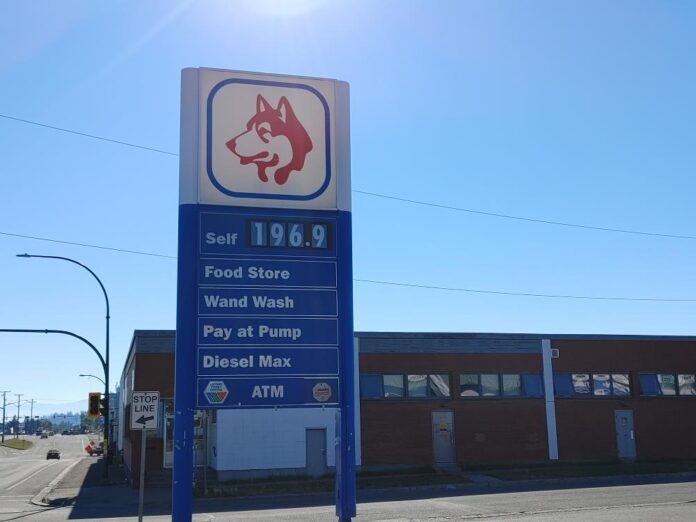 Self 196.9
Food Store
Wand Wash
Pay at Pump
Diesel Max
ATM
STOP
LINE